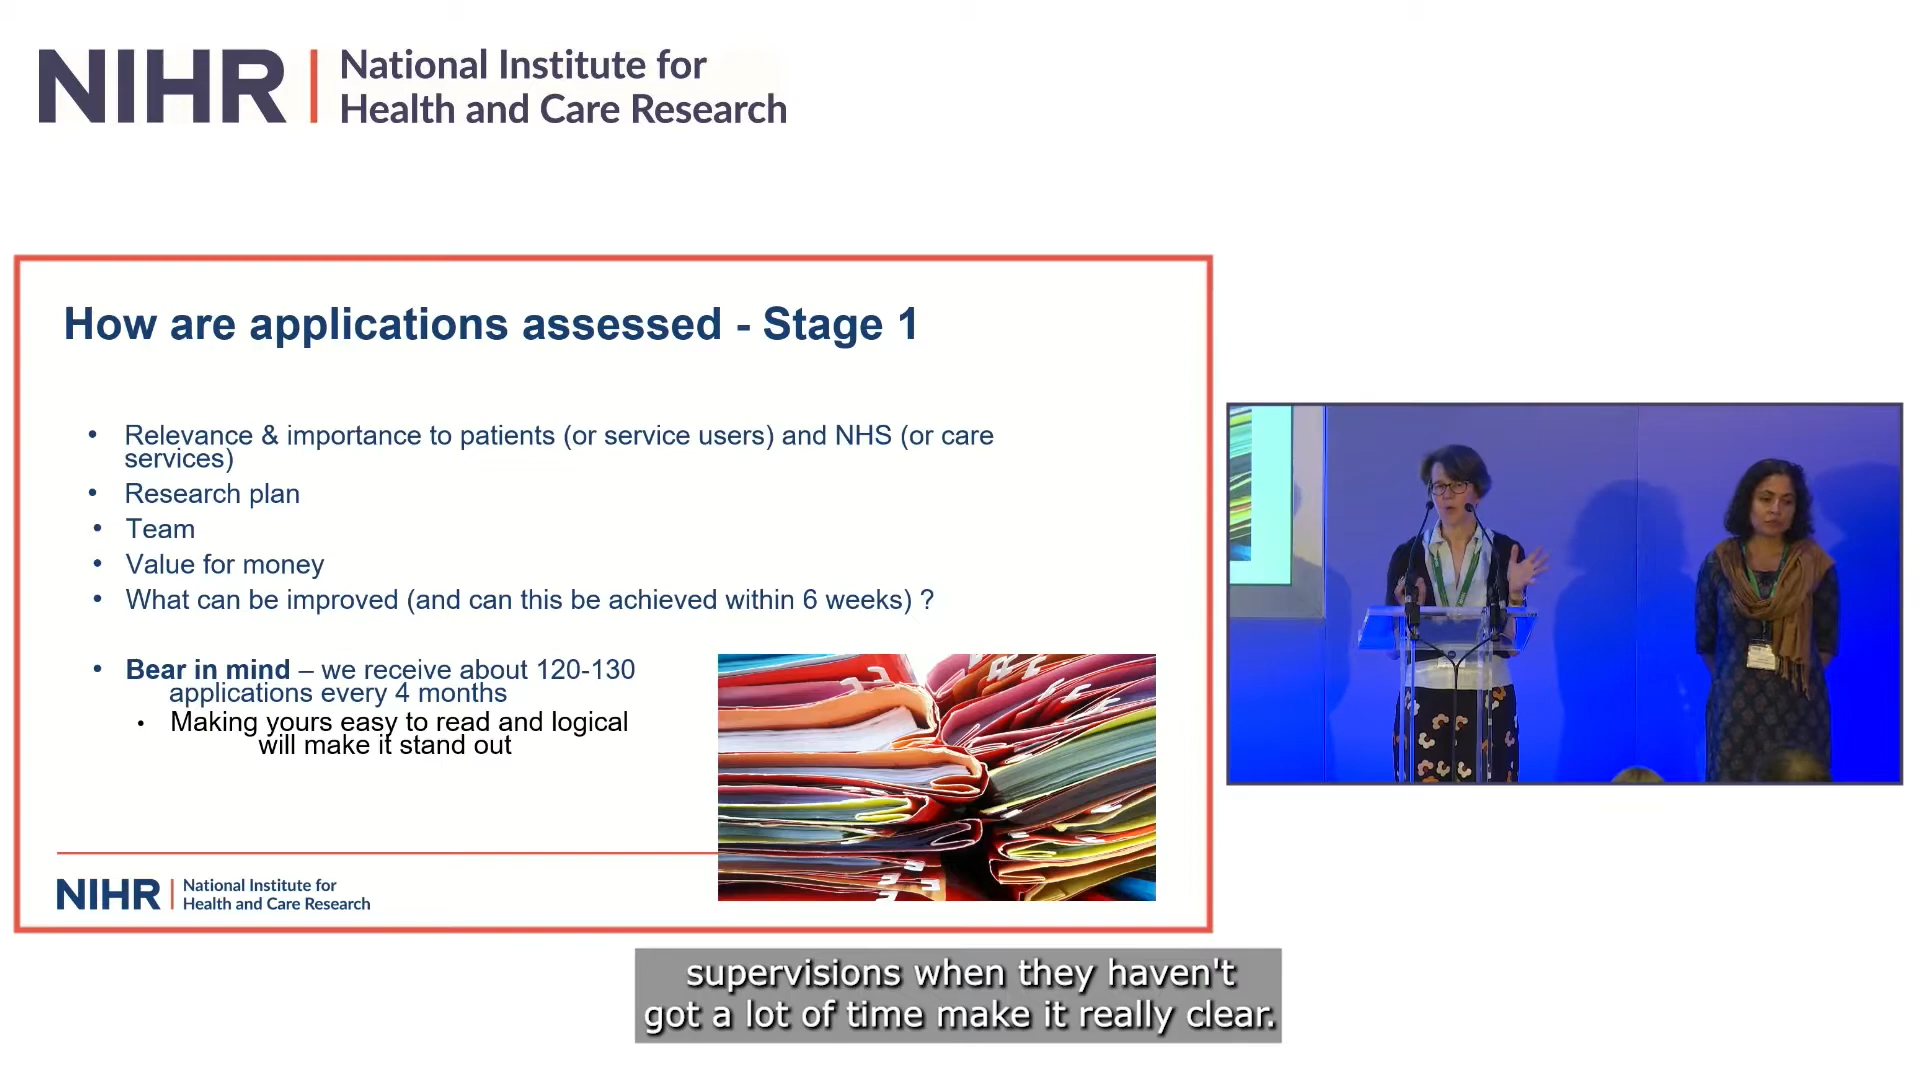 NIHR | National Institute for
Health and Care Research
How are applications assessed - Stage 1
• Relevance & importance to patients (or service users) and NHS (or care
services)
• Research plan
• Team
• Value for money
• What can be improved (and can this be achieved within 6 weeks) ?
• Bear in mind – we receive about 120-130
applications every 4 months
• Making yours easy to read and logical
will make it stand out
NIHR | National Institute for
Health and Care Research
supervisions when they haven't
got a lot of time make it really clear.